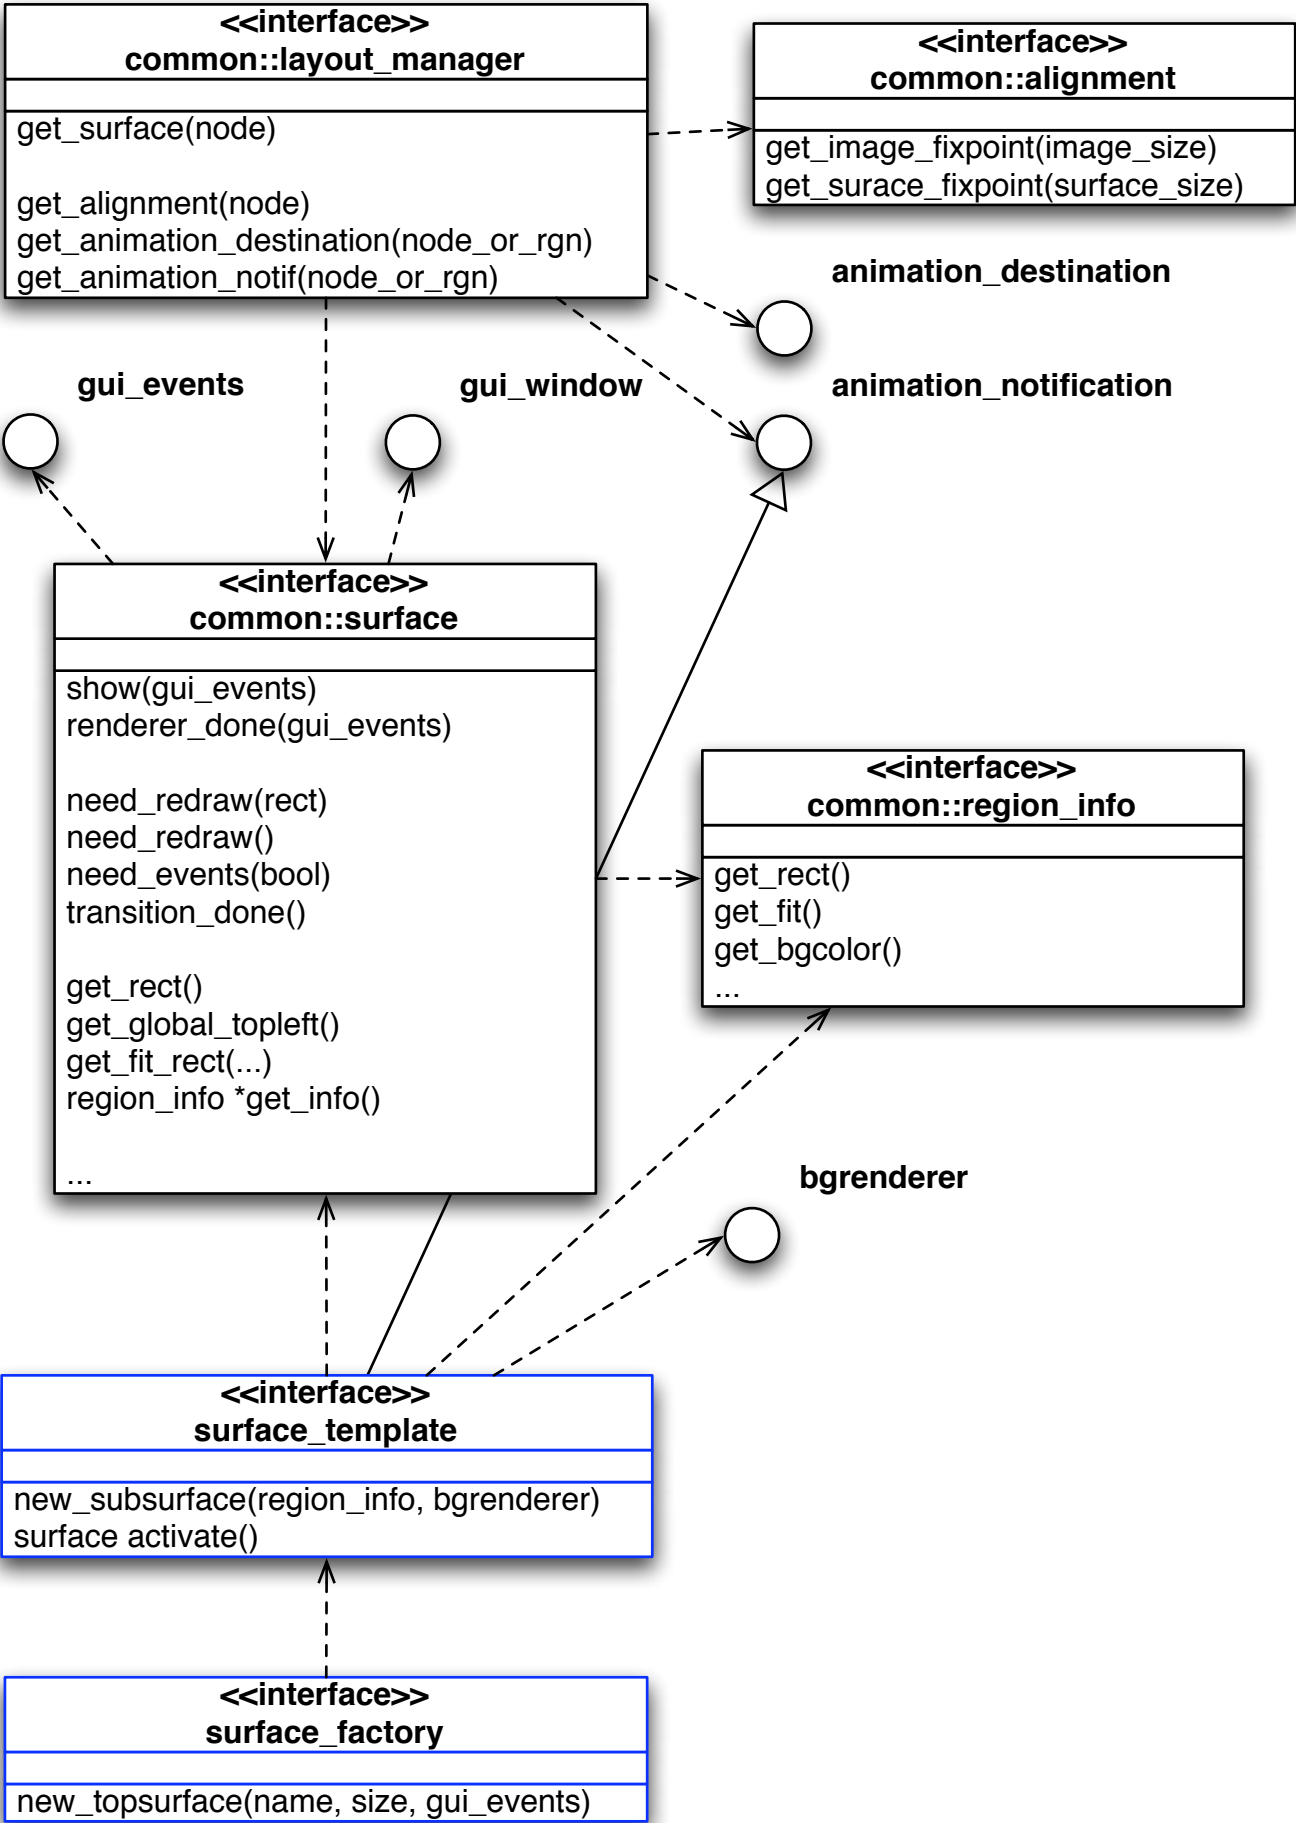 <<interface>>
common::layout_manager
get_surface(node)
get_alignment(node)
get_animation_destination(node_or_rgn)
get_animation_notif(node_or_rgn)
<<interface>>
common::alignment
get_image_fixpoint(image_size)
get_surace_fixpoint(surface_size)
animation_destination
gui_events
gui_window
animation_notification
<<interface>>
common::surface
show(gui_events)
renderer_done(gui_events)
need_redraw(rect)
need_redraw()
need_events(bool)
transition_done()
get_rect()
get_global_topleft()
get_fit_rect(...)
region_info *get_info()
...
<<interface>>
common::region_info
get_rect()
get_fit()
get_bgcolor()
...
bgrenderer
<<interface>>
surface_template
new_subsurface(region_info, bgrenderer)
surface activate()
<<interface>>
surface_factory
new_topsurface(name, size, gui_events)